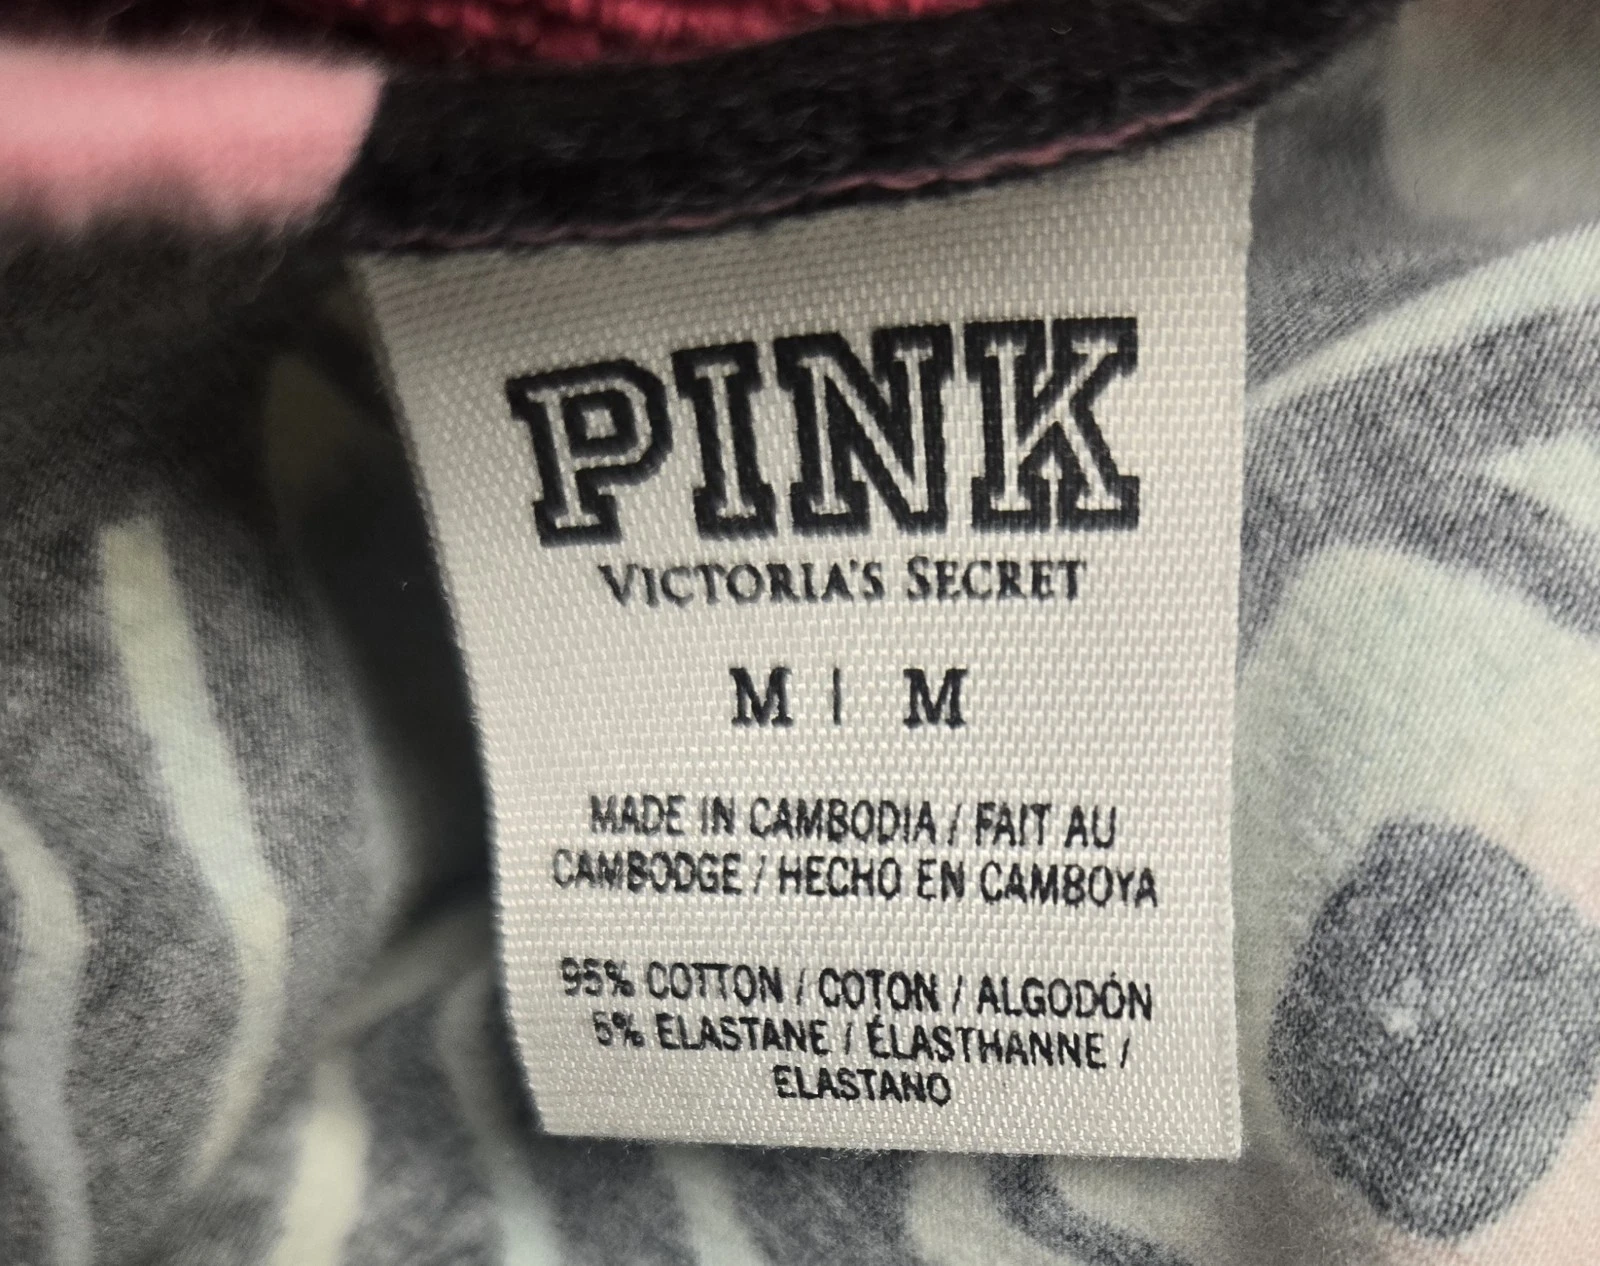 PINK
VICTORIA'S SECRET
M | M
MADE IN CAMBODIA / FAIT AU
CAMBODGE / HECHO EN CAMBOYA
95% COTTON / COTON / ALGODÓN
5% ELASTANE / ÉLASTHANNE /
ELASTANO